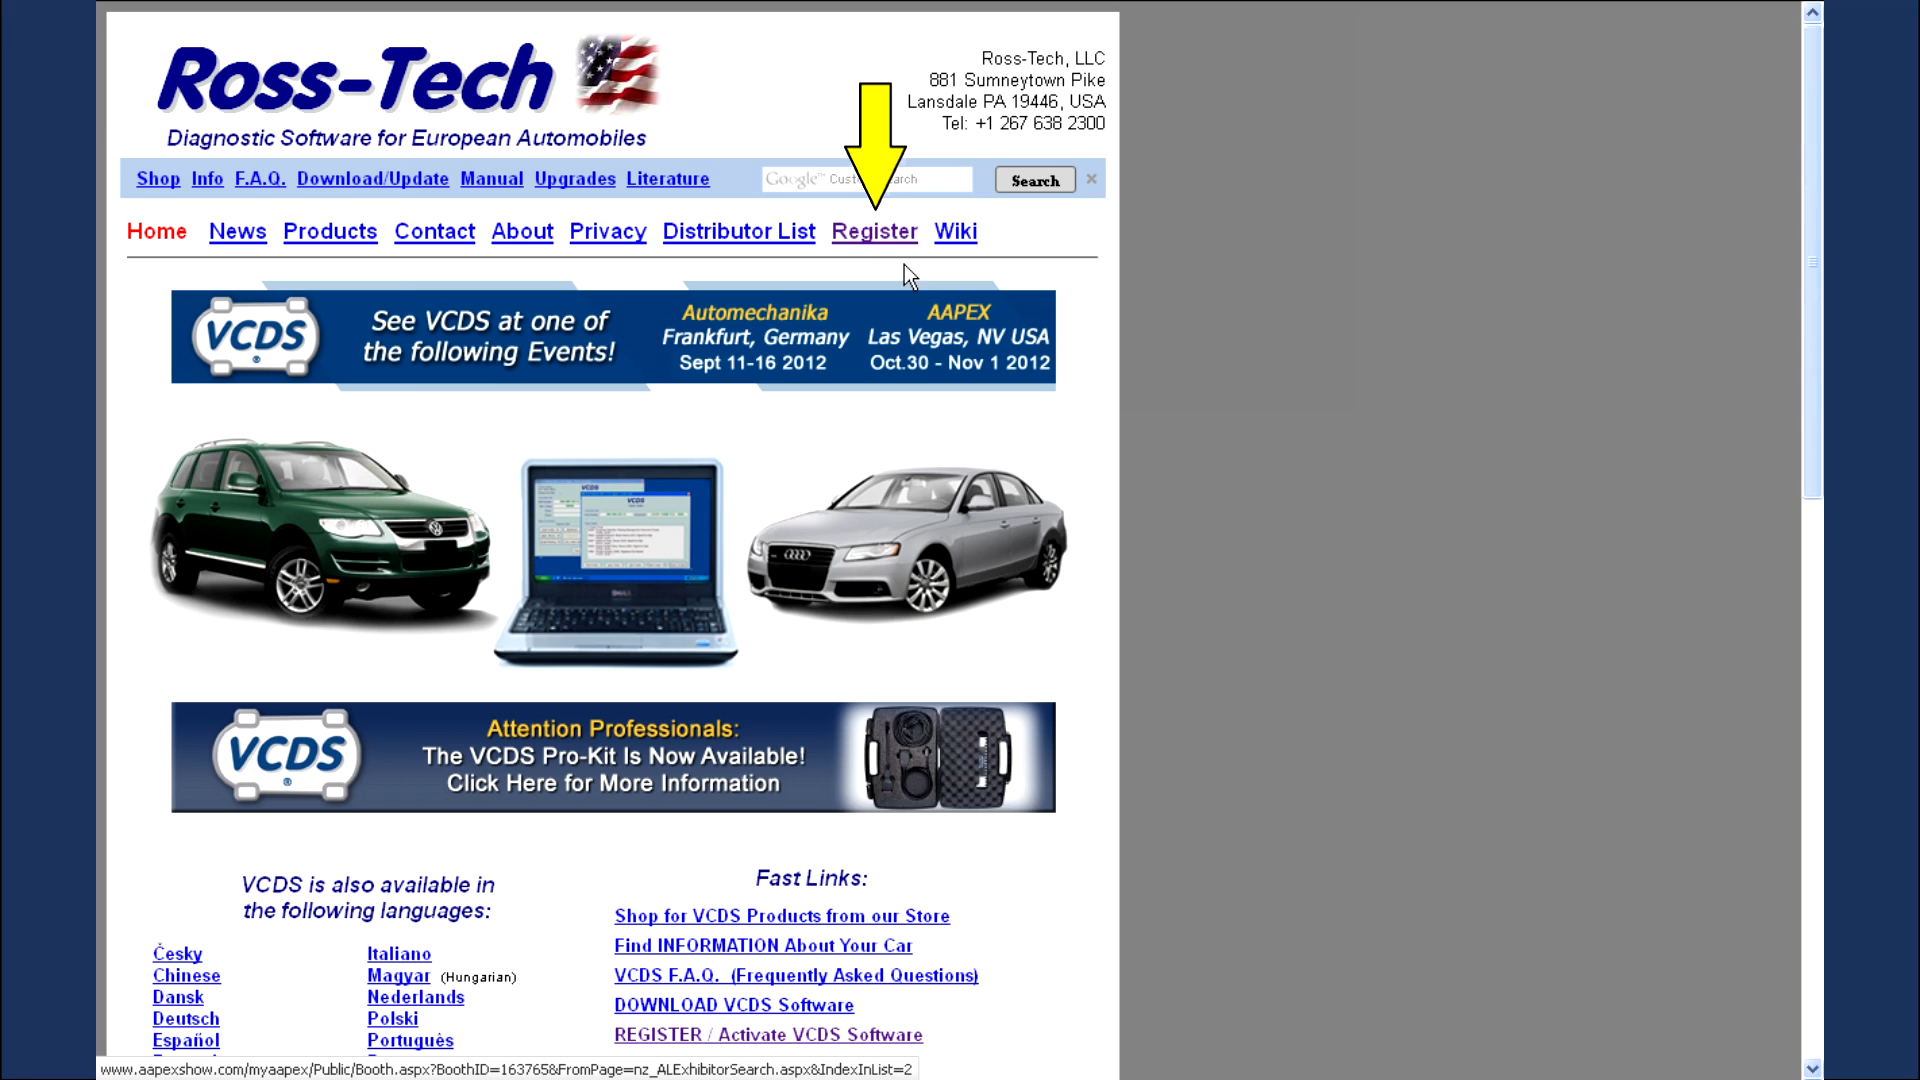 Ross-Tech
Diagnostic Software for European Automobiles
Ross-Tech, LLC
881 Sumneytown Pike
Lansdale PA 19446, USA
Tel: +1 267 638 2300
Shop Info F.A.Q. Download/Update Manual Upgrades Literature
Google™ Search
Home News Products Contact About Privacy Distributor List Register Wiki
VCDS
®
See VCDS at one of
the following Events!
Automechanika
Frankfurt, Germany
Sept 11-16 2012
AAPEX
Las Vegas, NV USA
Oct.30 - Nov 1 2012
VCDS
VCDS
DELL
VCDS
®
Attention Professionals:
The VCDS Pro-Kit Is Now Available!
Click Here for More Information
VCDS is also available in
the following languages:
Česky
Chinese
Dansk
Deutsch
Español
Italiano
Magyar (Hungarian)
Nederlands
Polski
Português
Fast Links:
Shop for VCDS Products from our Store
Find INFORMATION About Your Car
VCDS F.A.Q. (Frequently Asked Questions)
DOWNLOAD VCDS Software
REGISTER / Activate VCDS Software
www.aapexshow.com/myaapex/Public/Booth.aspx?BoothID=163765&FromPage=nz_ALExhibitorSearch.aspx&IndexInList=2